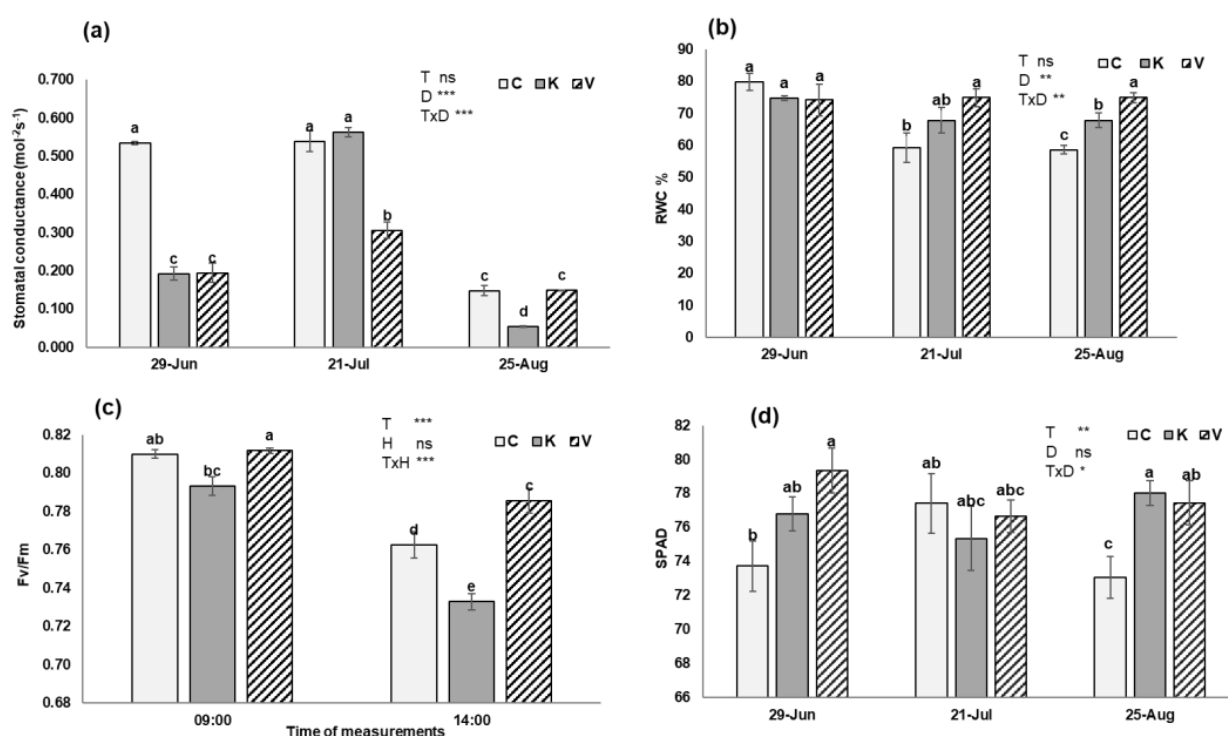 (a)
0.700
0.600
0.500
0.400
0.300
0.200
0.100
0.000
Stomatal conductance (mol⁻²s⁻¹)
T ns
D ***
TxD ***
C K V
a c c
a a b
c d c
29-Jun 21-Jul 25-Aug
(b)
90
80
70
60
50
40
30
20
10
0
RWC %
T ns
D **
TxD **
C K V
a a a
b ab a
c b a
29-Jun 21-Jul 25-Aug
(c)
0.82
0.80
0.78
0.76
0.74
0.72
0.70
0.68
Fv/Fm
T ***
H ns
TxH ***
C K V
ab bc a
d e c
09:00 14:00
Time of measurements
(d)
82
80
78
76
74
72
70
68
66
SPAD
T **
D ns
TxD *
C K V
b ab a
ab abc abc
c a ab
29-Jun 21-Jul 25-Aug